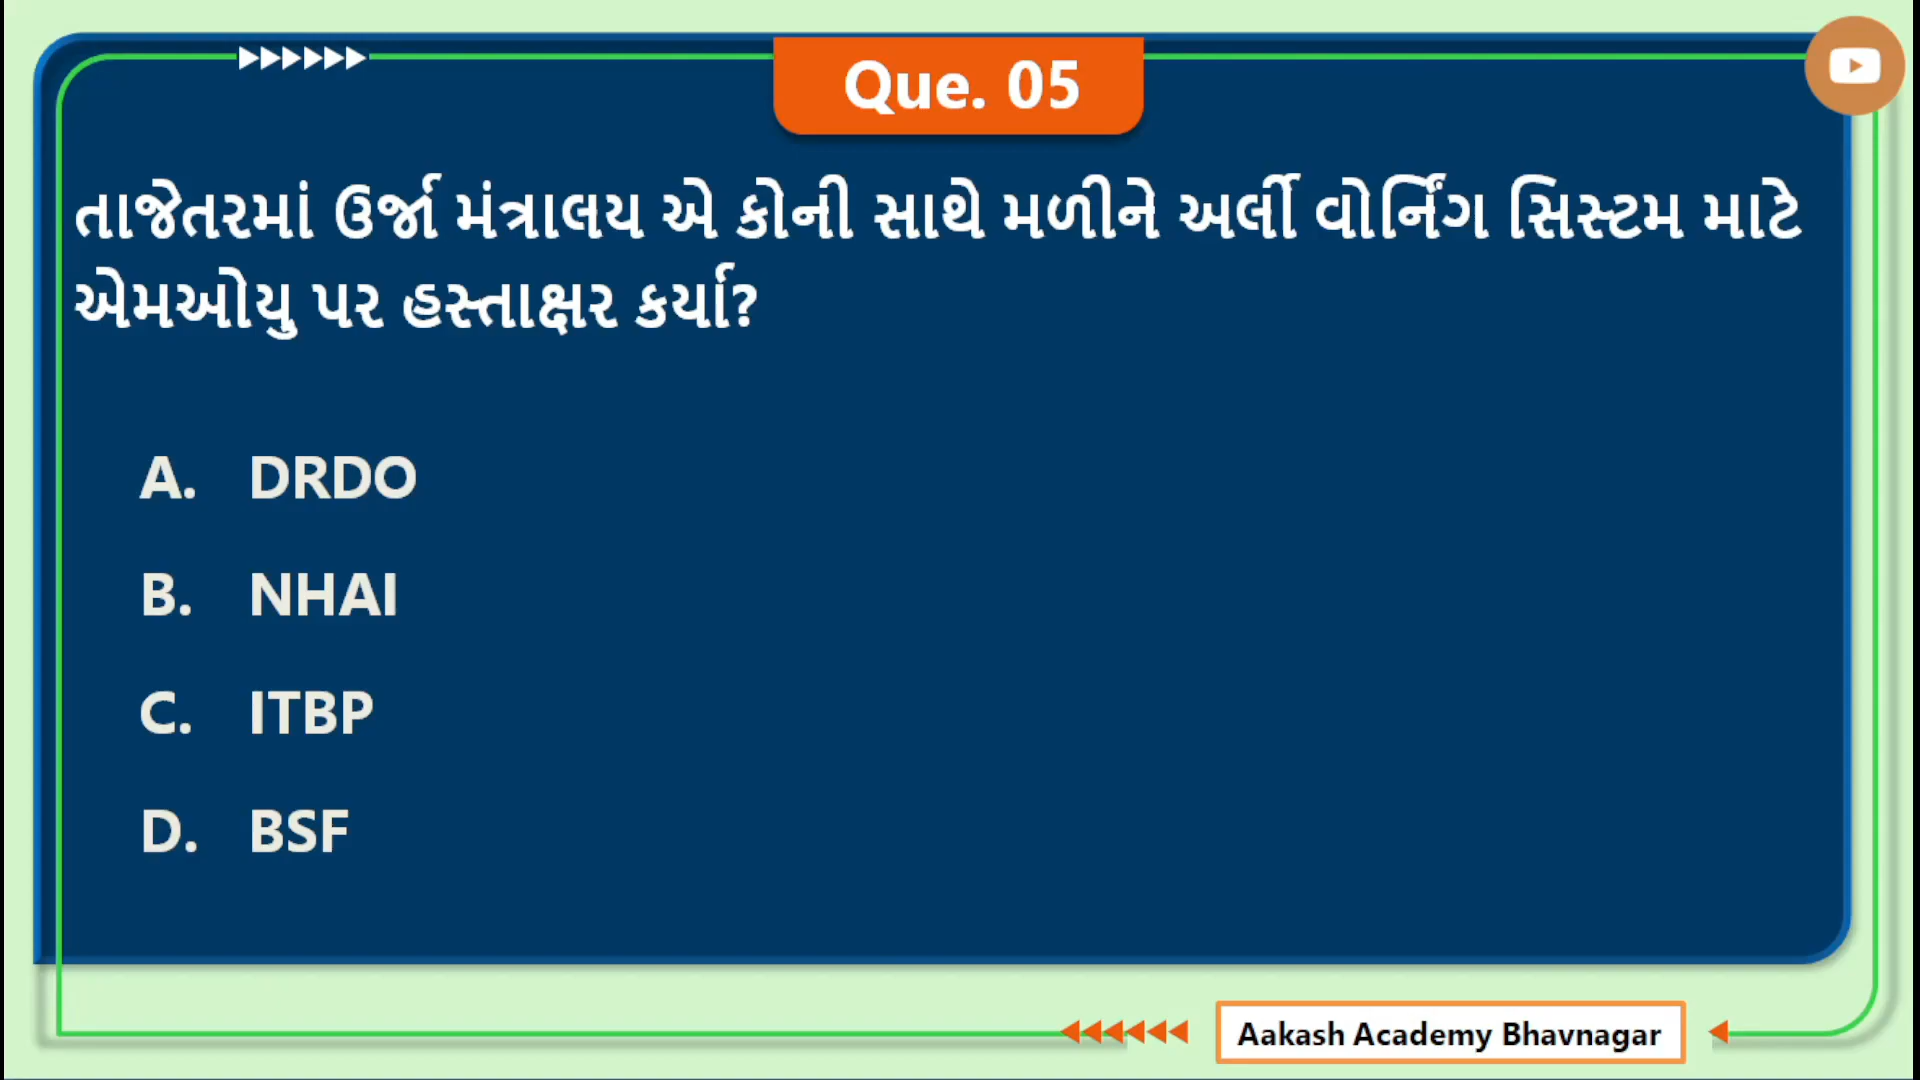 Que. 05
તાજેતરમાં ઉર્જા મંત્રાલય એ કોની સાથે મળીને અર્લી વોર્નિંગ સિસ્ટમ માટે
એમઓયુ પર હસ્તાક્ષર કર્યા?
A. DRDO
B. NHAI
C. ITBP
D. BSF
Aakash Academy Bhavnagar